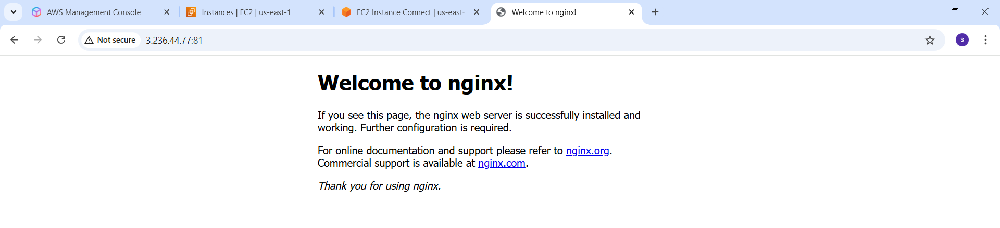 AWS Management Console
Instances | EC2 | us-east-1
EC2 Instance Connect | us-east-
Welcome to nginx!
Not secure
3.236.44.77:81
s
Welcome to nginx!
If you see this page, the nginx web server is successfully installed and
working. Further configuration is required.
For online documentation and support please refer to nginx.org.
Commercial support is available at nginx.com.
Thank you for using nginx.